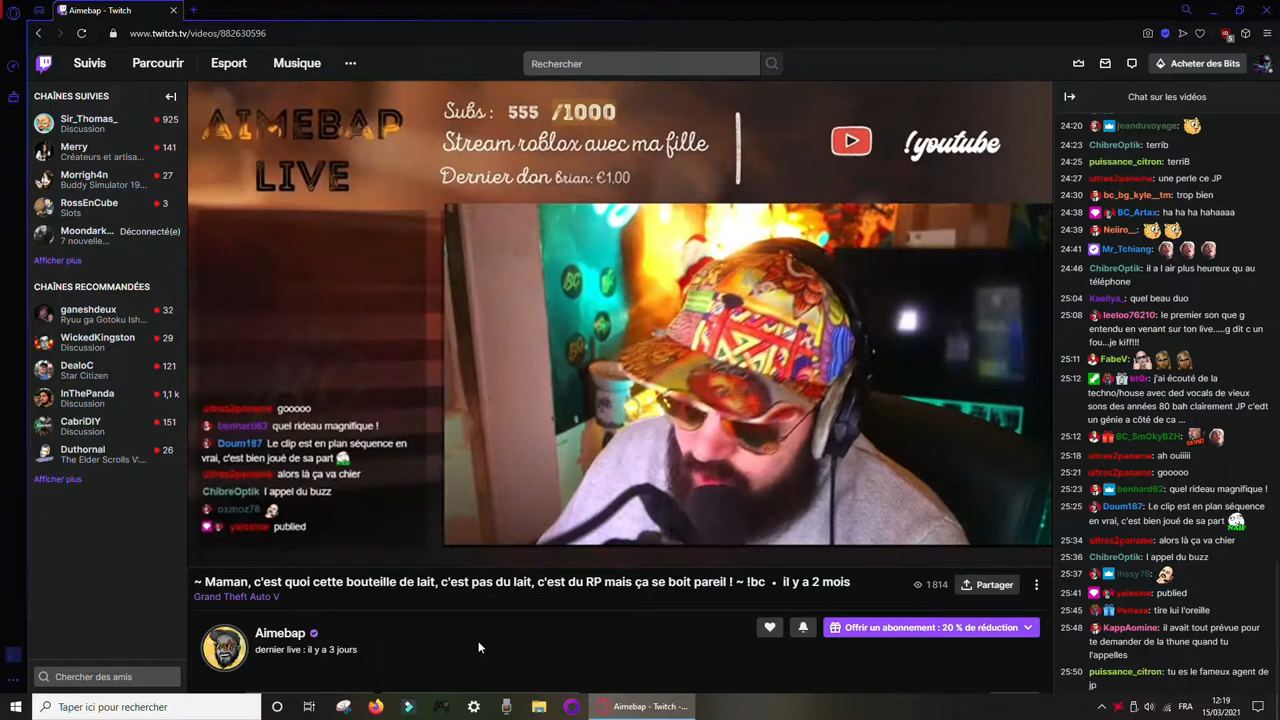 Aimebap - Twitch
www.twitch.tv/videos/882630596
Suivis
Parcourir
Esport
Musique
Rechercher
Acheter des Bits
CHAÎNES SUIVIES
Sir_Thomas_
Discussion
925
Merry
Créateurs et artisa...
141
Morrigh4n
Buddy Simulator 19...
27
RossEnCube
Slots
3
Moondark...
7 nouvelle...
Déconnecté(e)
Afficher plus
CHAÎNES RECOMMANDÉES
ganeshdeux
Ryuu ga Gotoku Ish...
32
WickedKingston
Discussion
29
DealoC
Star Citizen
121
InThePanda
Discussion
1,1 k
CabriDIY
Discussion
151
Duthornal
The Elder Scrolls V:...
26
Afficher plus
Chercher des amis
AIMEBAP
LIVE
Subs : 555 /1000
Stream roblox avec ma fille
Dernier don brian: €1.00
!youtube
ultras2paname gooooo
benhard62 quel rideau magnifique !
Doum187 Le clip est en plan séquence en
vrai, c'est bien joué de sa part
ultras2paname alors là ça va chier
ChibreOptik l appel du buzz
oxmoz76
yaissine publied
~ Maman, c'est quoi cette bouteille de lait, c'est pas du lait, c'est du RP mais ça se boit pareil ! ~ !bc • il y a 2 mois
Grand Theft Auto V
1 814
Partager
Aimebap
dernier live : il y a 3 jours
Offrir un abonnement : 20 % de réduction
Chat sur les vidéos
24:20 jeanduvoyage:
24:23 ChibreOptik: terrib
24:25 puissance_citron: terriB
24:27 ultras2paname: une perle ce JP
24:30 bc_bg_kyle__tm: trop bien
24:38 BC_Artax: ha ha ha hahaaaa
24:39 Neiiro__:
24:41 Mr_Tchiang:
24:46 ChibreOptik: il a l air plus heureux qu au
téléphone
25:04 Kaeliya_: quel beau duo
25:08 leeloo76210: le premier son que g
entendu en venant sur ton live.....g dit c un
fou...je kiff!!!
25:11 FabeV:
25:12 bt0r: j'ai écouté de la
techno/house avec ded vocals de vieux
sons des années 80 bah clairement J.P c'edt
un génie a côté de ca ...
25:12 BC_SmOkyBZH:
25:18 ultras2paname: ah ouiiiii
25:21 ultras2paname: gooooo
25:23 benhard62: quel rideau magnifique !
25:25 Doum187: Le clip est en plan séquence
en vrai, c'est bien joué de sa part
25:34 ultras2paname: alors là ça va chier
25:36 ChibreOptik: l appel du buzz
25:37
25:41 yaissine: publied
25:45 tire lui l'oreille
25:48 KappAomine: il avait tout prévue pour
te demander de la thune quand tu
l'appelles
25:50 puissance_citron: tu es le fameux agent de
jp
Taper ici pour rechercher
Aimebap - Twitch -...
FRA
12:19
15/03/2021